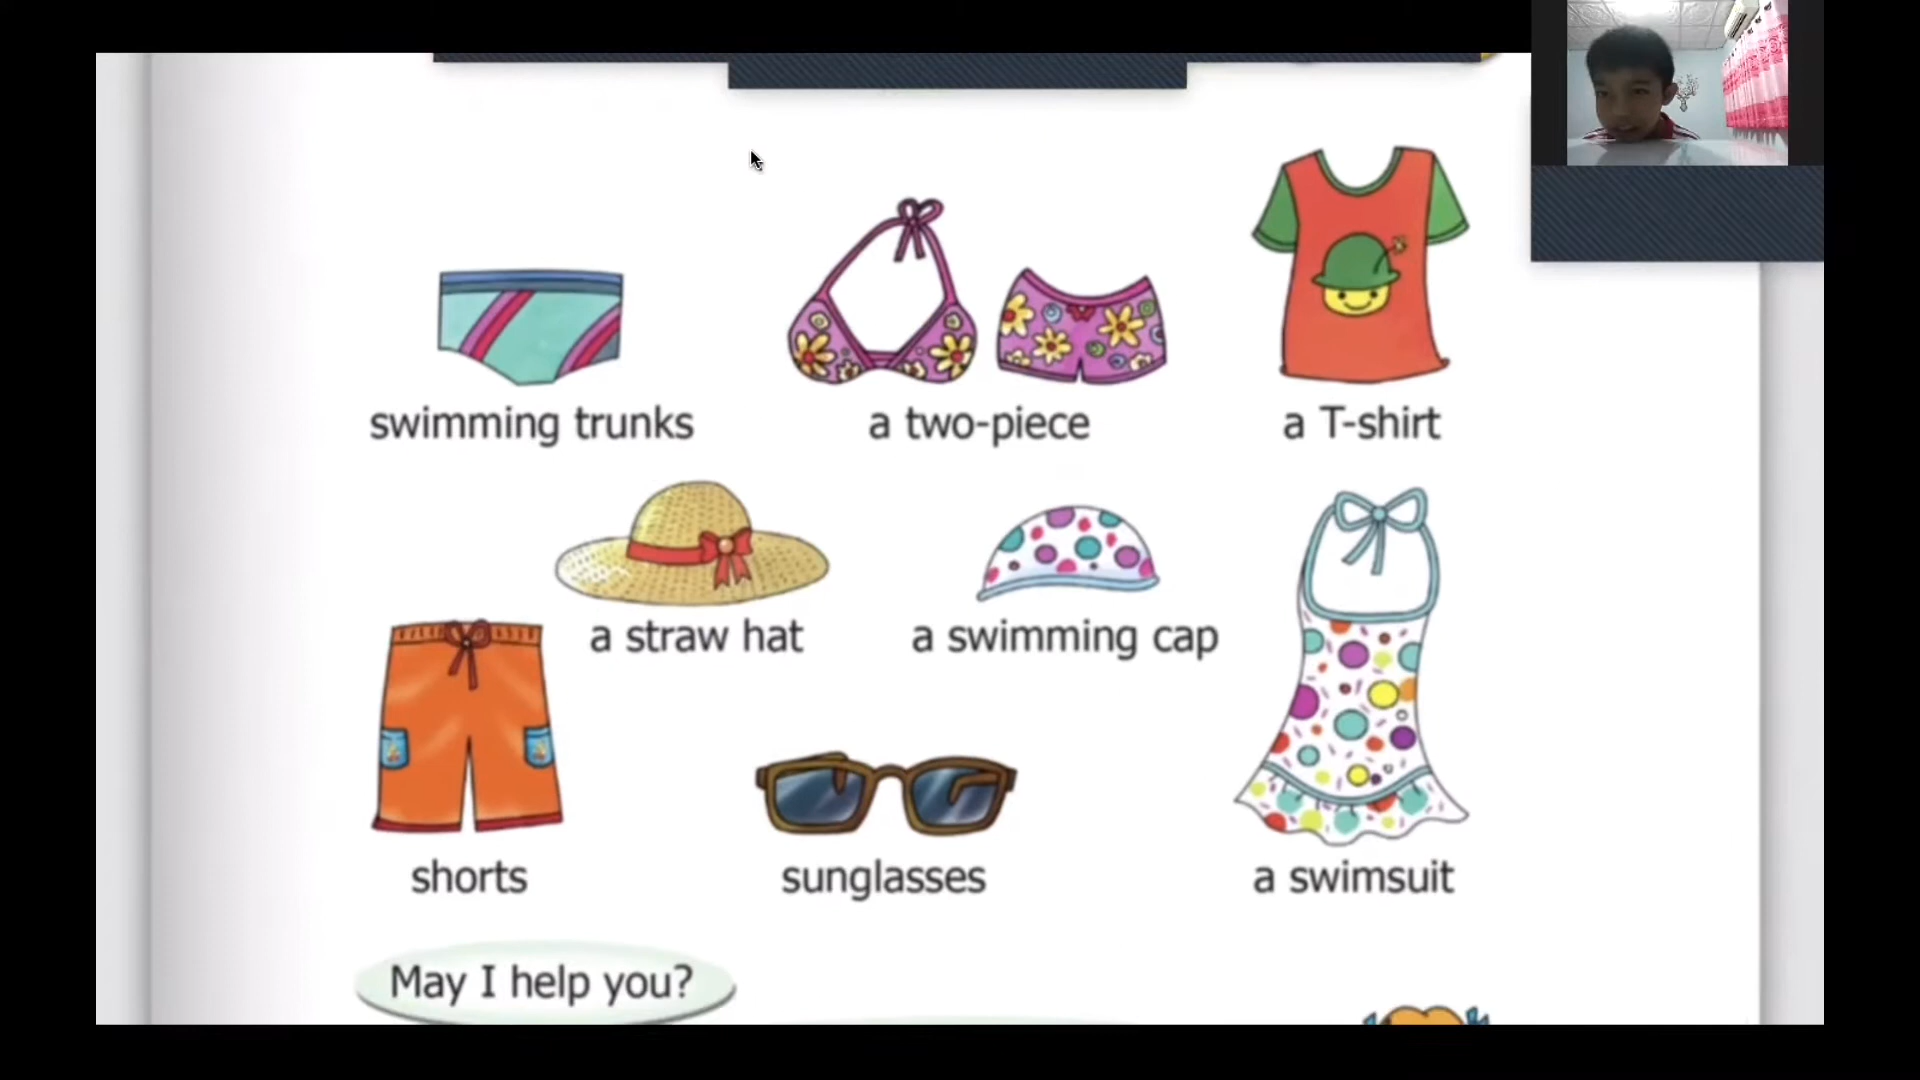 swimming trunks
a two-piece
a T-shirt
a straw hat
a swimming cap
shorts
sunglasses
a swimsuit
May I help you?